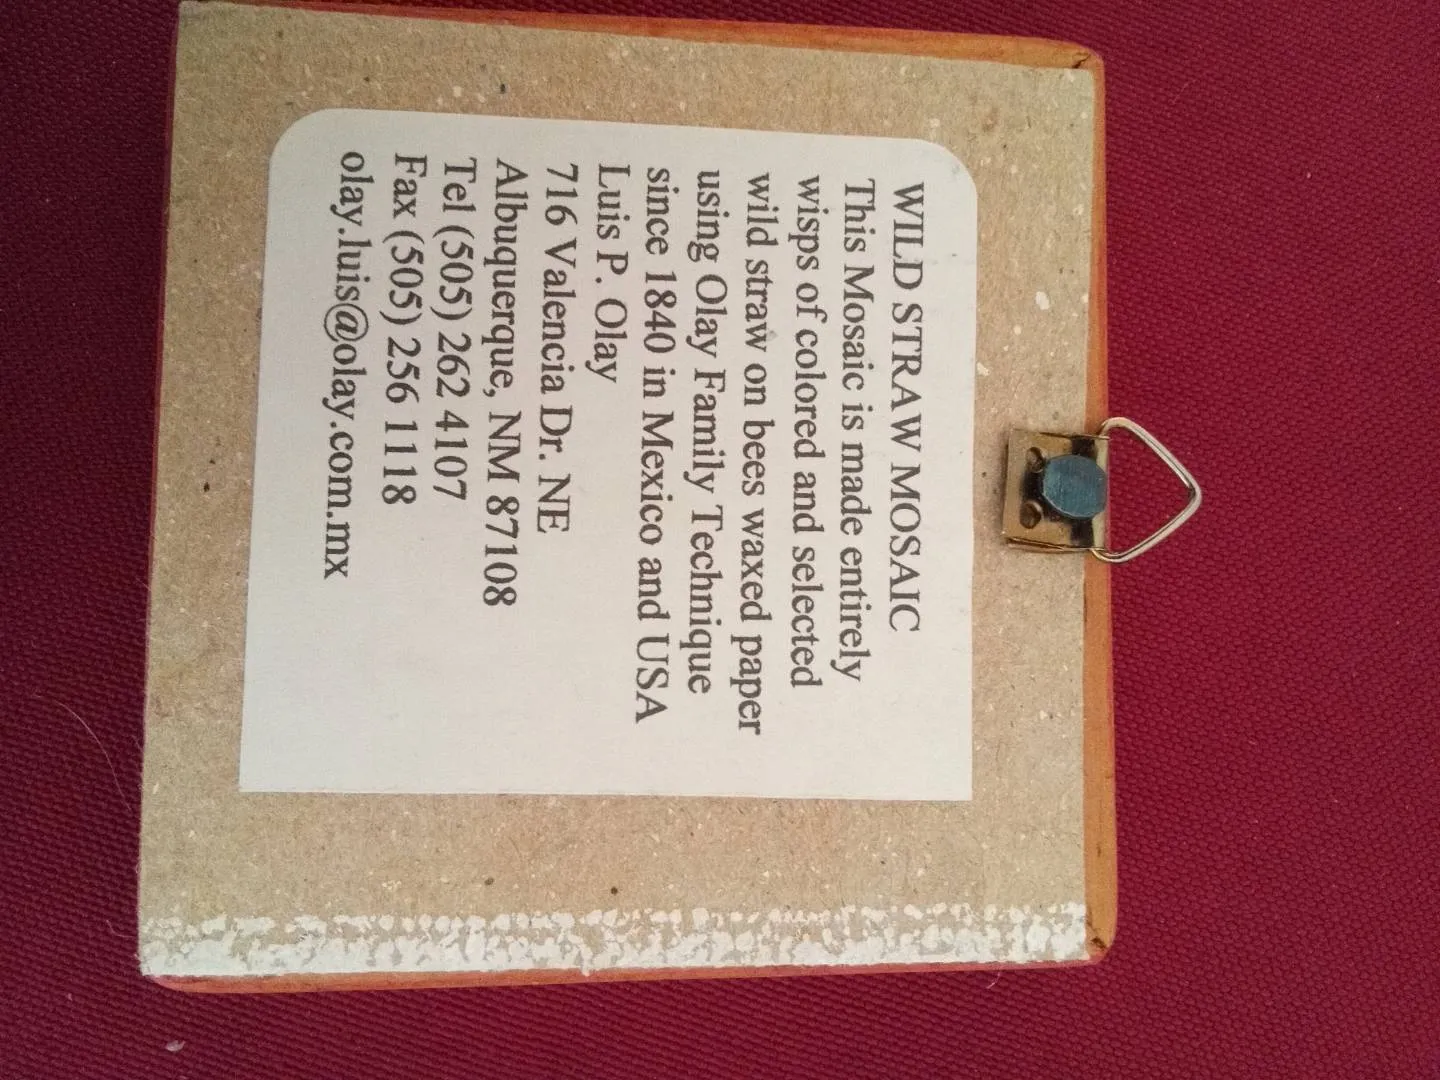 WILD STRAW MOSAIC
This Mosaic is made entirely
wisps of colored and selected
wild straw on bees waxed paper
using Olay Family Technique
since 1840 in Mexico and USA
Luis P. Olay
716 Valencia Dr. NE
Albuquerque, NM 87108
Tel (505) 262 4107
Fax (505) 256 1118
olay.luis@olay.com.mx